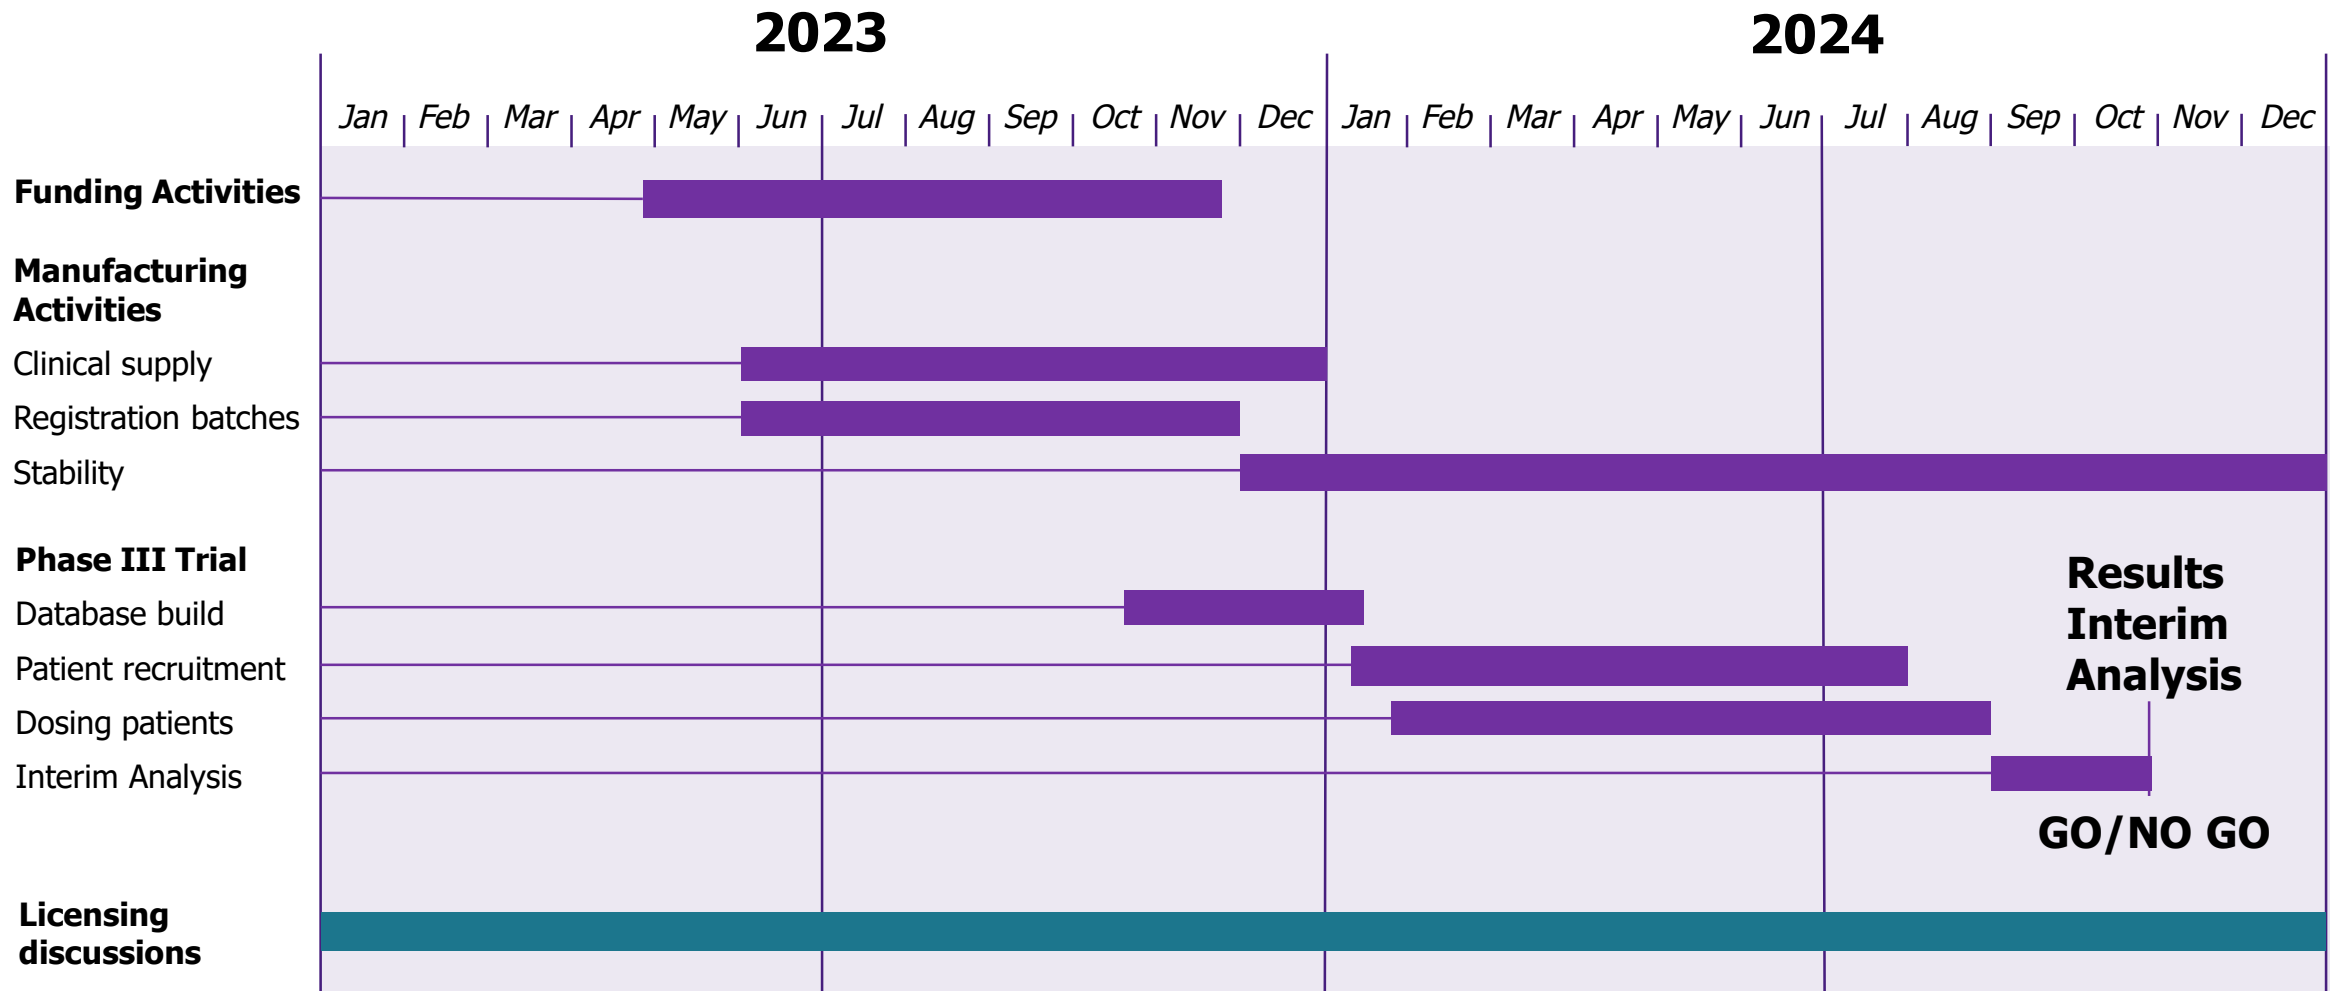 2023
2024
Jan Feb Mar Apr May Jun Jul Aug Sep Oct Nov Dec Jan Feb Mar Apr May Jun Jul Aug Sep Oct Nov Dec
Funding Activities
Manufacturing
Activities
Clinical supply
Registration batches
Stability
Phase III Trial
Database build
Patient recruitment
Dosing patients
Interim Analysis
Results
Interim
Analysis
GO/NO GO
Licensing
discussions